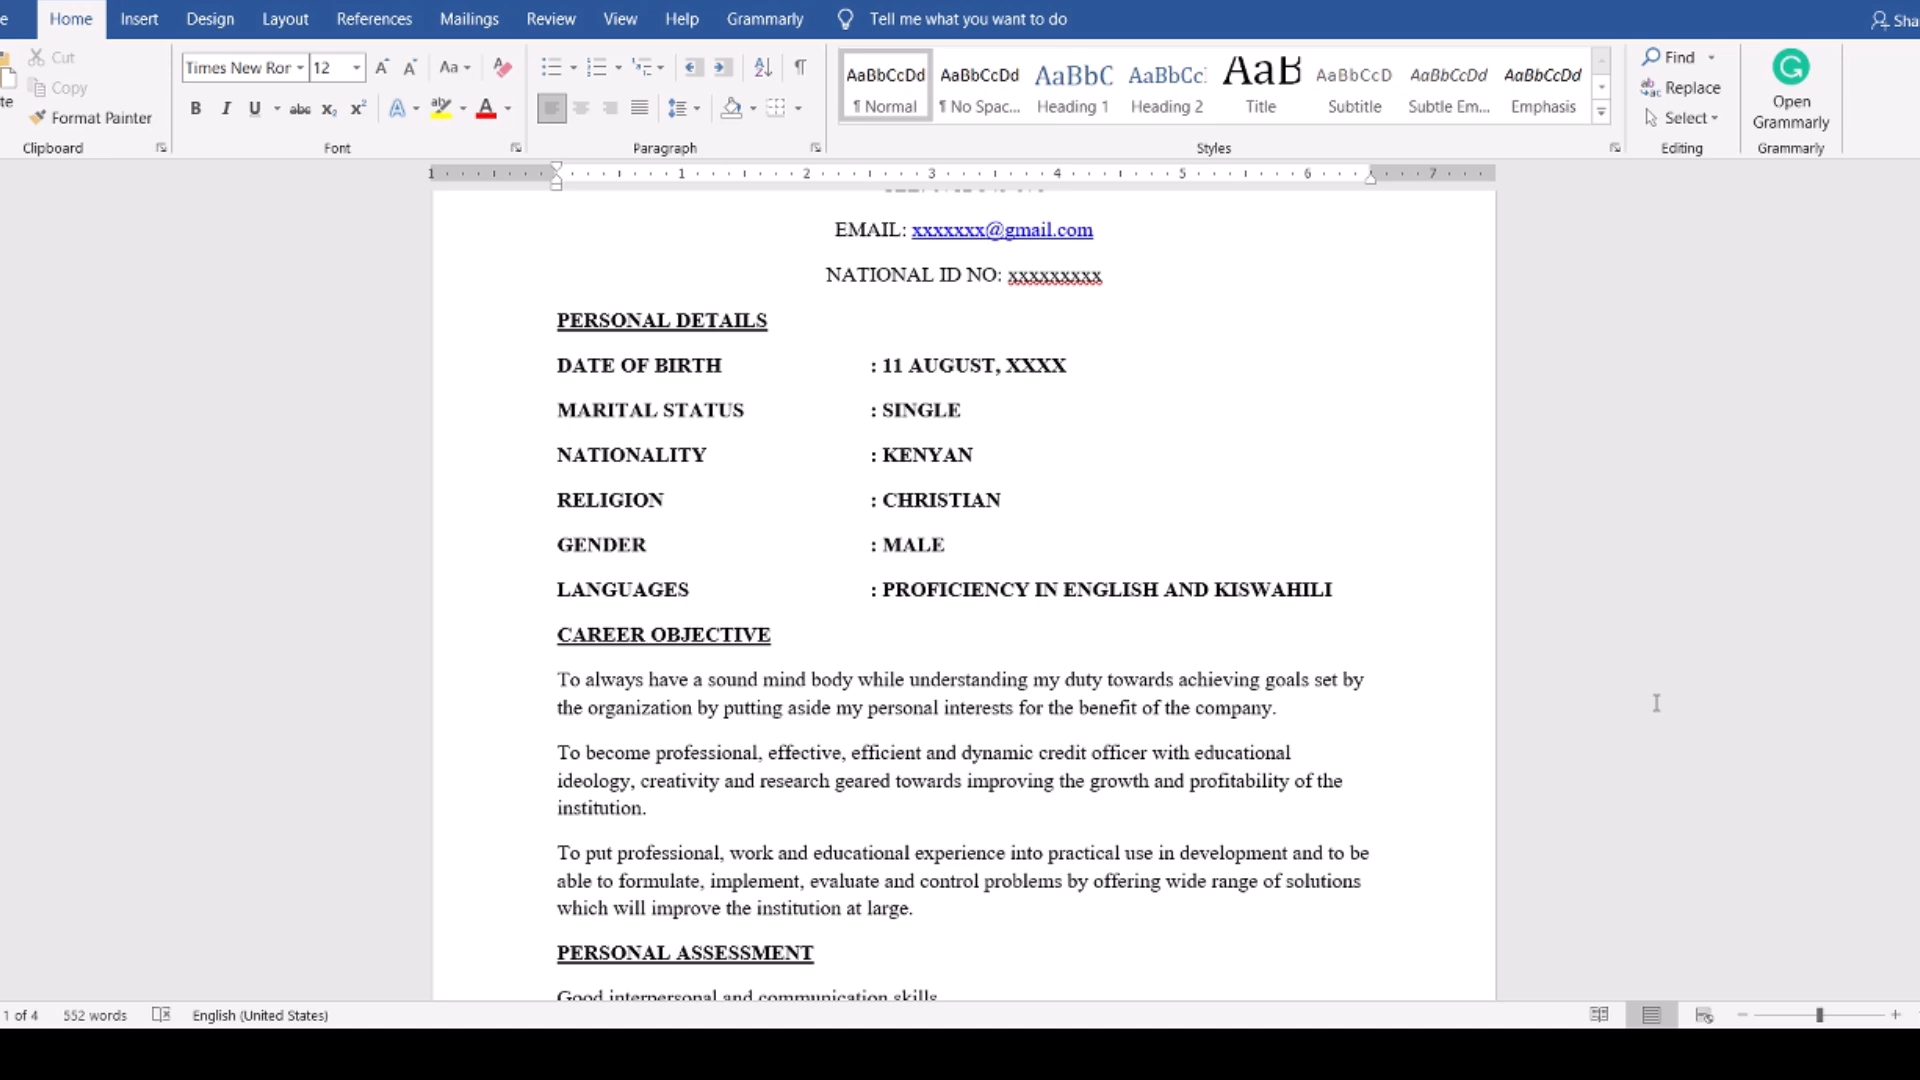 Home Insert Design Layout References Mailings Review View Help Grammarly Tell me what you want to do
Cut
Copy
Format Painter
Clipboard
Times New Ror 12
Font
Paragraph
AaBbCcDd AaBbCcDd AaBbC AaBbCc AaB AaBbCcD AaBbCcDd AaBbCcDd
¶ Normal ¶ No Spac... Heading 1 Heading 2 Title Subtitle Subtle Em... Emphasis
Styles
Find
Replace
Select
Editing
Open
Grammarly
Grammarly
1 1 2 3 4 5 6 7
EMAIL: xxxxxxx@gmail.com
NATIONAL ID NO: xxxxxxxxx
PERSONAL DETAILS
DATE OF BIRTH : 11 AUGUST, XXXX
MARITAL STATUS : SINGLE
NATIONALITY : KENYAN
RELIGION : CHRISTIAN
GENDER : MALE
LANGUAGES : PROFICIENCY IN ENGLISH AND KISWAHILI
CAREER OBJECTIVE
To always have a sound mind body while understanding my duty towards achieving goals set by
the organization by putting aside my personal interests for the benefit of the company.
To become professional, effective, efficient and dynamic credit officer with educational
ideology, creativity and research geared towards improving the growth and profitability of the
institution.
To put professional, work and educational experience into practical use in development and to be
able to formulate, implement, evaluate and control problems by offering wide range of solutions
which will improve the institution at large.
PERSONAL ASSESSMENT
Good interpersonal and communication skills
1 of 4 552 words English (United States)